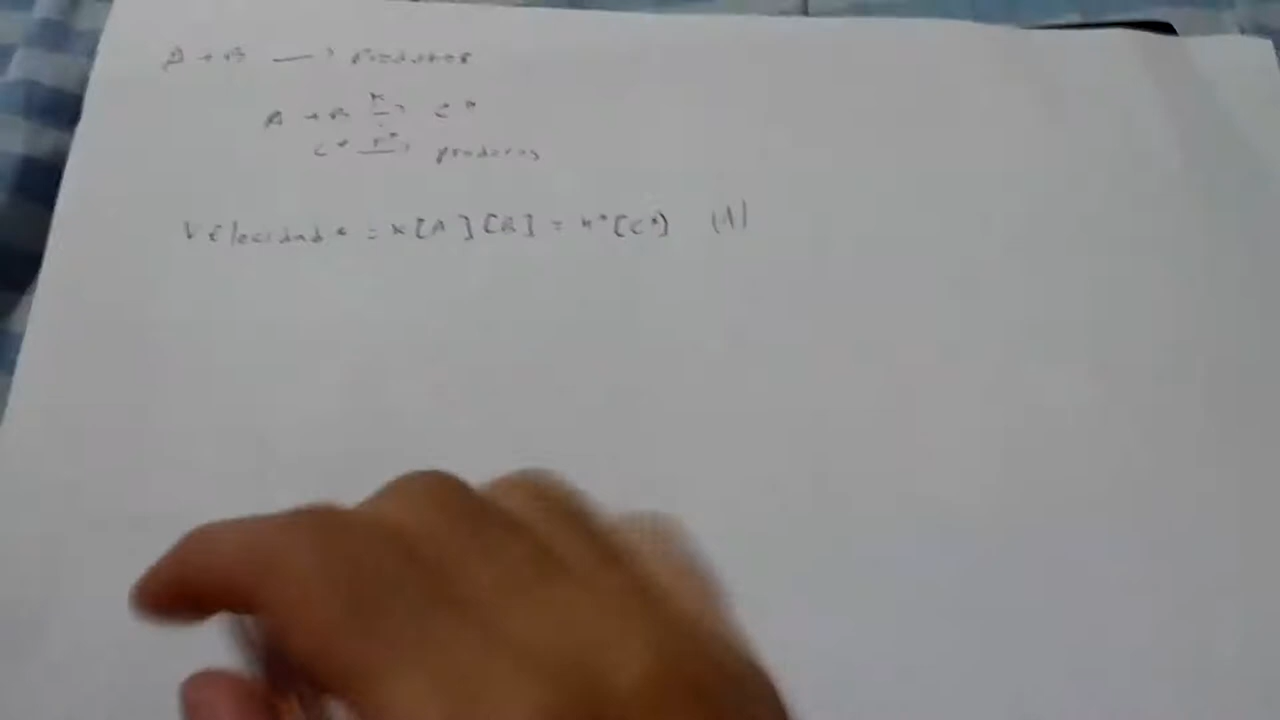 A + B → Produtos
A + B K→ C*
C* K*→ produtos
Velocidade = K[A][B] = K*[C*] (1)